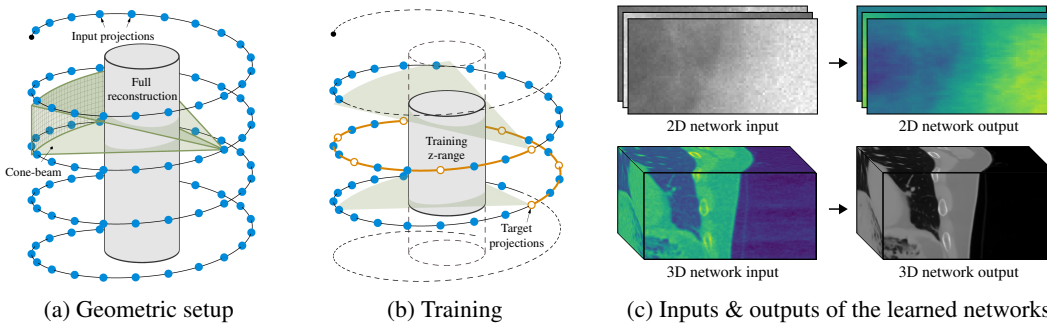 Input projections
Full
reconstruction
Cone-beam
(a) Geometric setup
Training
z-range
Target
projections
(b) Training
2D network input
2D network output
3D network input
3D network output
(c) Inputs & outputs of the learned networks